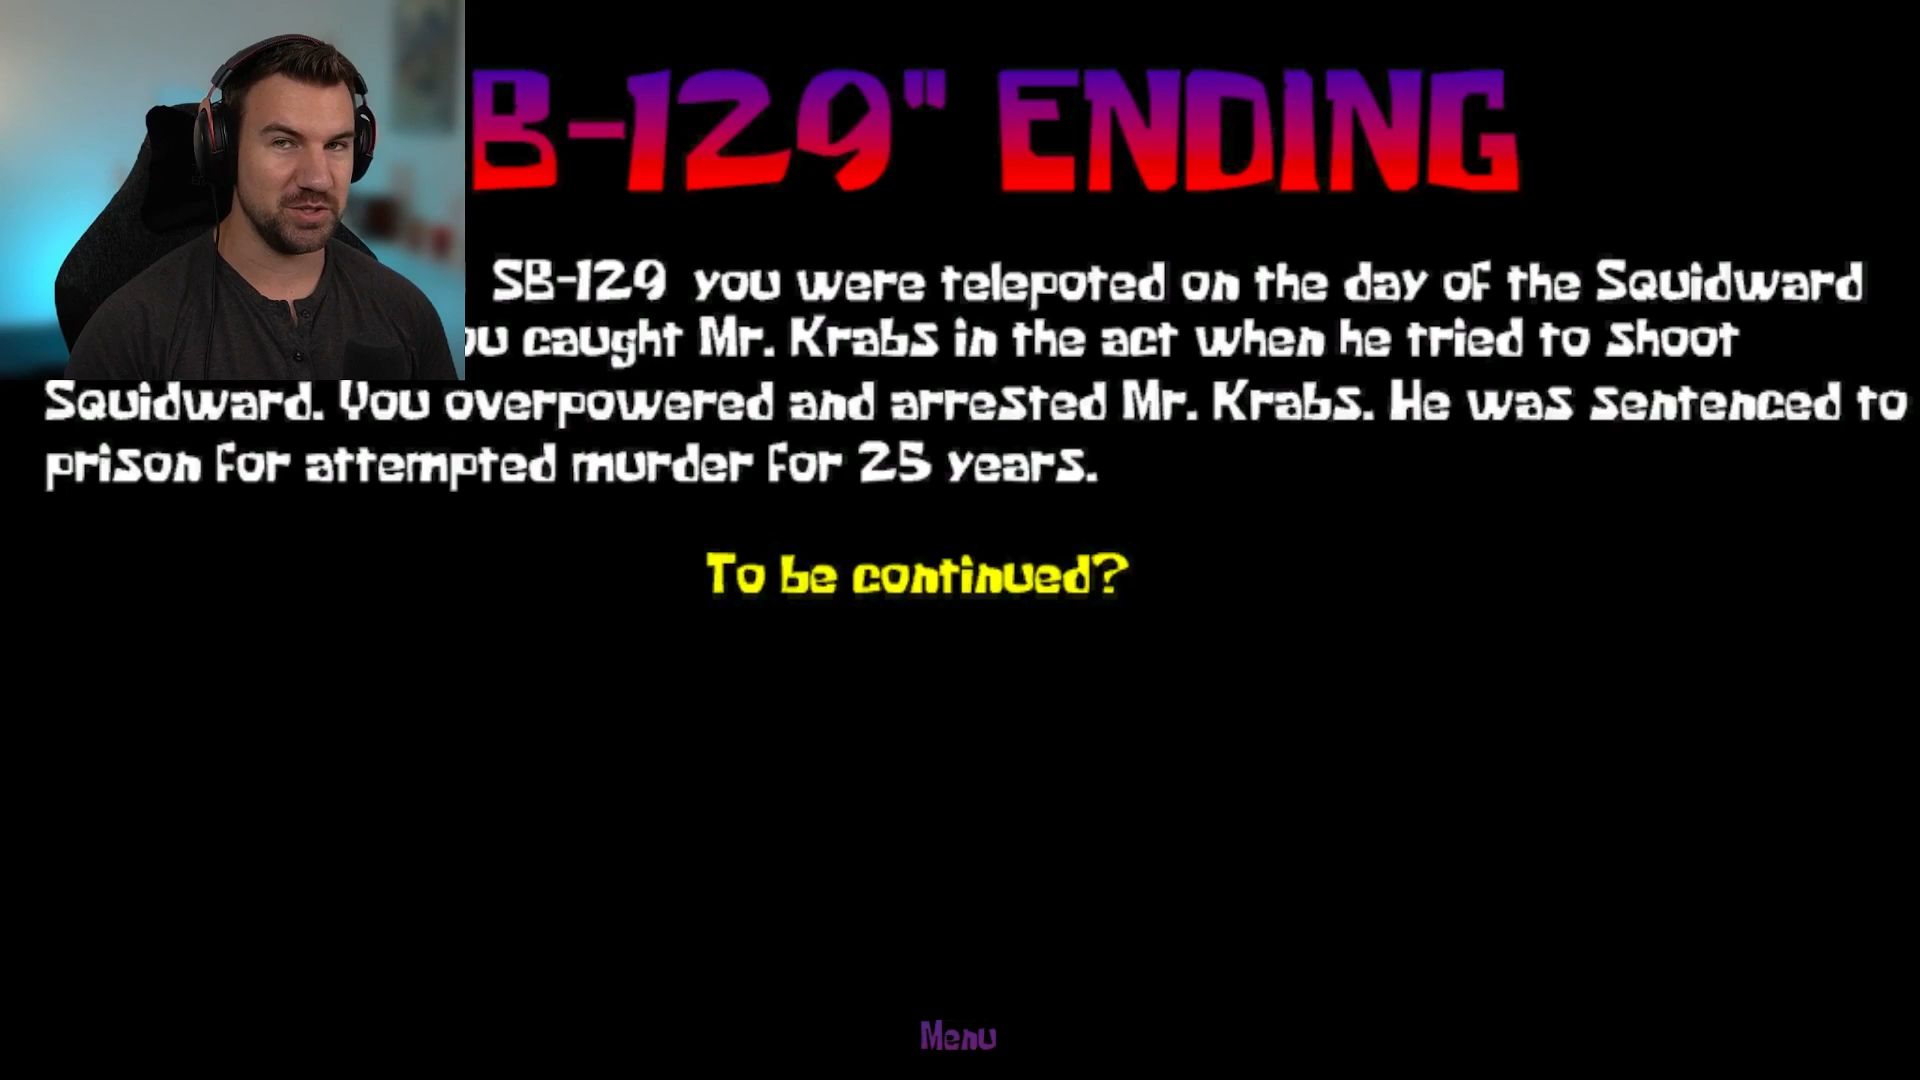 B-129" ENDING
SB-129 you were telepoted on the day of the Squidward
ou caught Mr. Krabs in the act when he tried to shoot
Squidward. You overpowered and arrested Mr. Krabs. He was sentenced to
prison for attempted murder for 25 years.
To be continued?
Menu